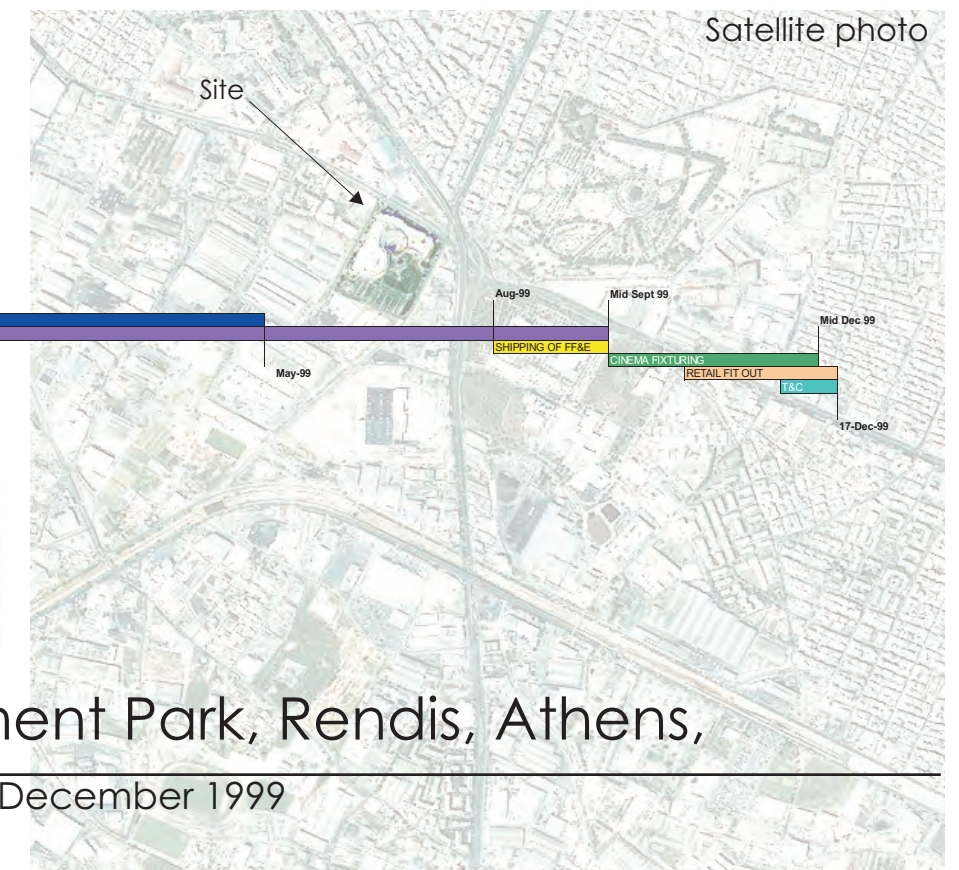 Satellite photo
Site
Aug-99
Mid Sept 99
Mid Dec 99
SHIPPING OF FF&E
CINEMA FIXTURING
May-99
RETAIL FIT OUT
T&C
17-Dec-99
ment Park, Rendis, Athens,
December 1999